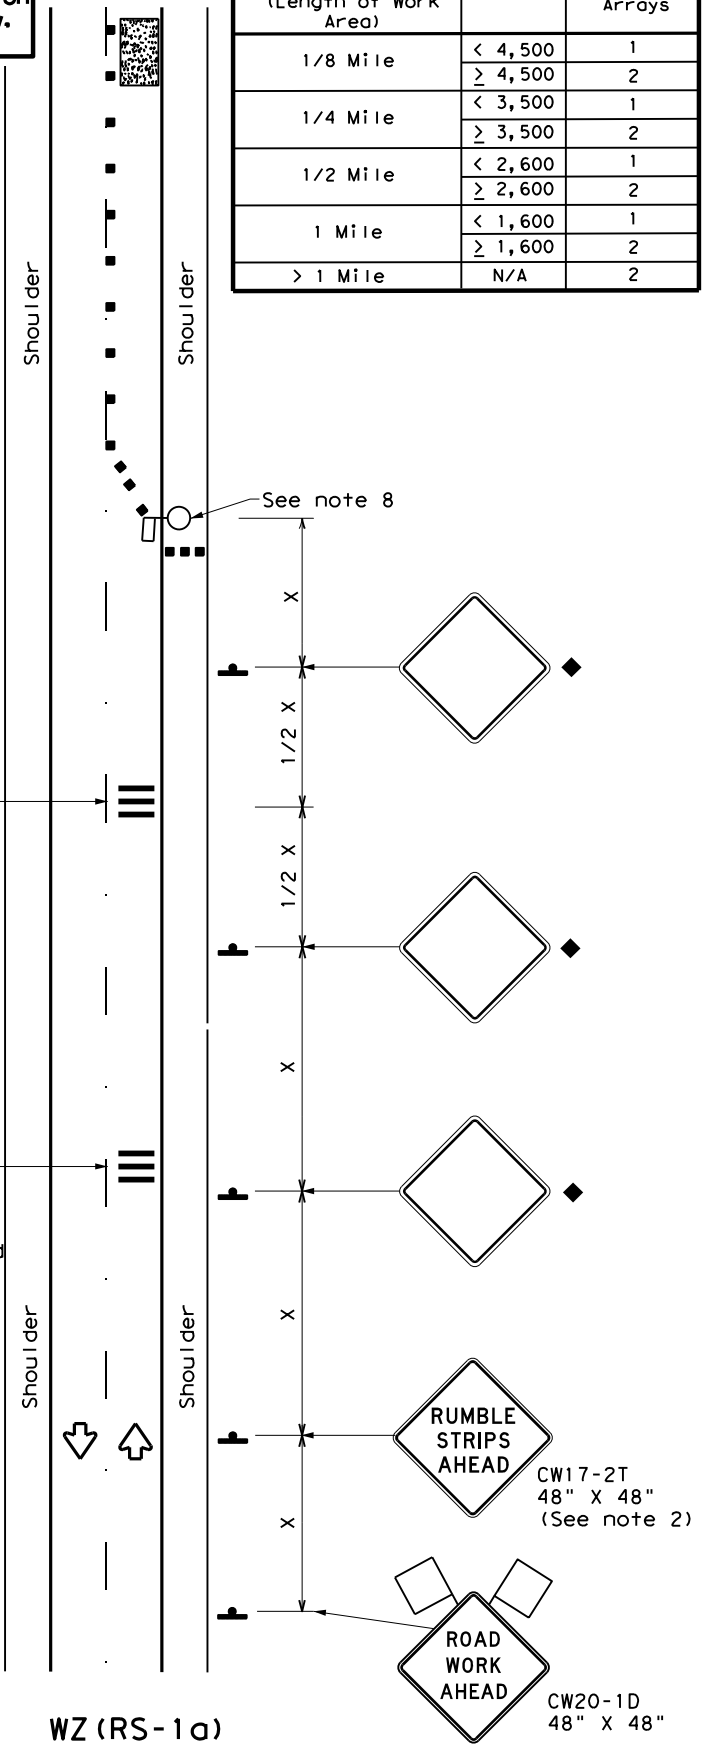 (Length of Work
Area)
Arrays
1/8 Mile
< 4,500
1
≥ 4,500
2
1/4 Mile
< 3,500
1
≥ 3,500
2
1/2 Mile
< 2,600
1
≥ 2,600
2
1 Mile
< 1,600
1
≥ 1,600
2
> 1 Mile
N/A
2
Shoulder
Shoulder
See note 8
X
1/2 X
1/2 X
X
X
Shoulder
Shoulder
RUMBLE
STRIPS
AHEAD
CW17-2T
48" X 48"
(See note 2)
X
ROAD
WORK
AHEAD
CW20-1D
48" X 48"
WZ(RS-1a)